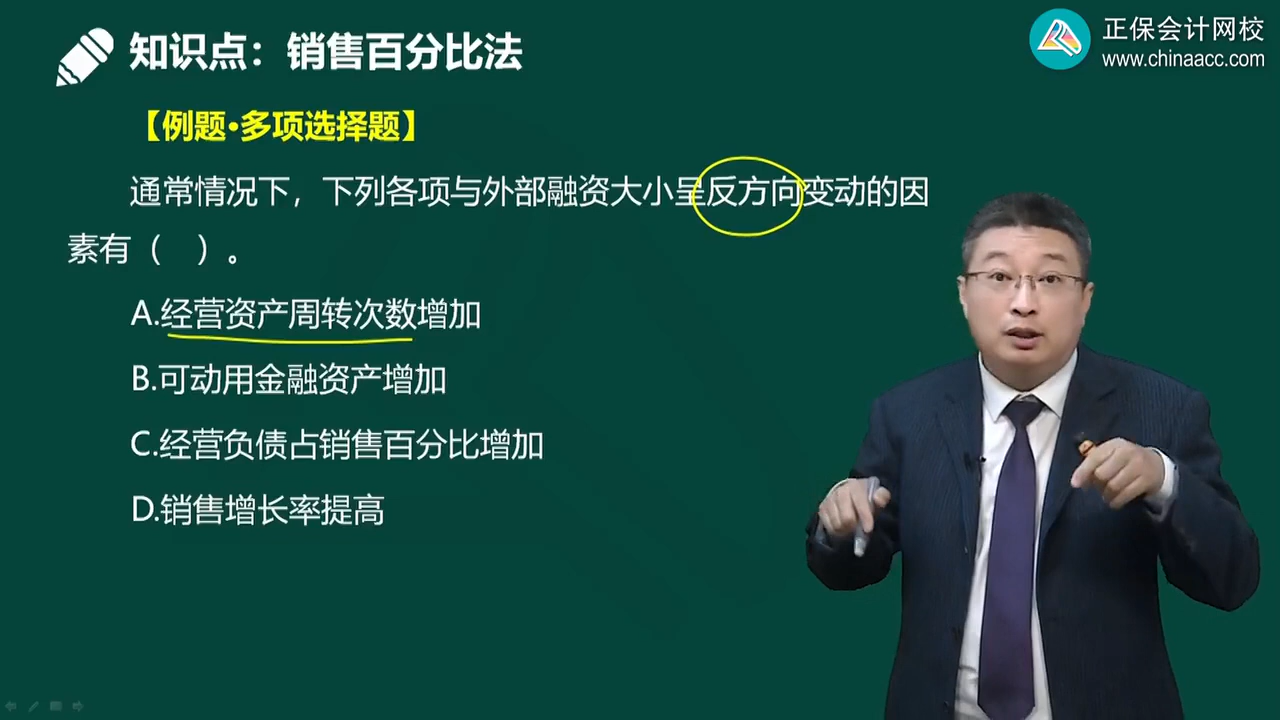 知识点：销售百分比法
正保会计网校
www.chinaacc.com
【例题•多项选择题】
通常情况下，下列各项与外部融资大小呈反方向变动的因
素有（　）。
A.经营资产周转次数增加
B.可动用金融资产增加
C.经营负债占销售百分比增加
D.销售增长率提高